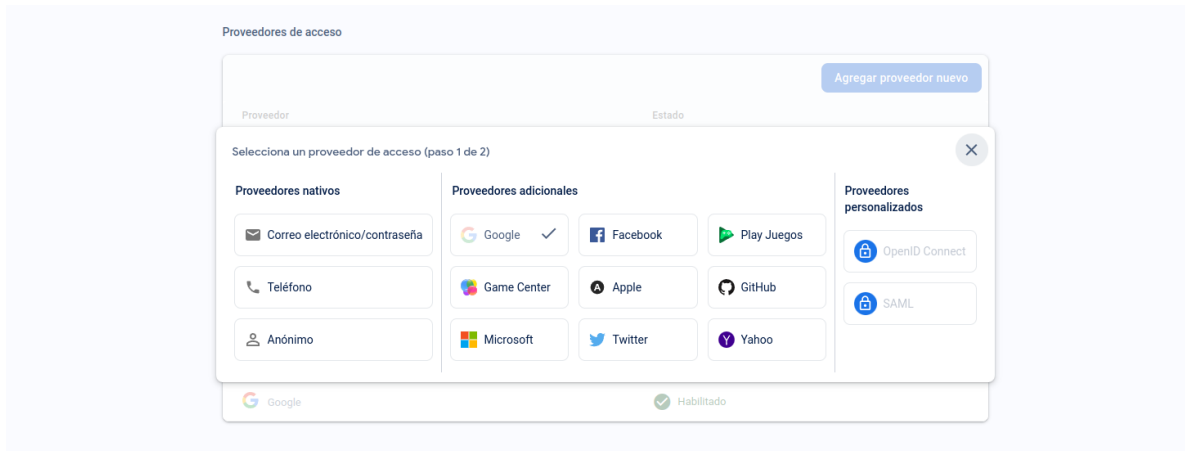 Proveedores de acceso
Agregar proveedor nuevo
Proveedor Estado
Selecciona un proveedor de acceso (paso 1 de 2)
Proveedores nativos
Correo electrónico/contraseña
Teléfono
Anónimo
Proveedores adicionales
Google
Facebook
Play Juegos
Game Center
Apple
GitHub
Microsoft
Twitter
Yahoo
Proveedores
personalizados
OpenID Connect
SAML
Google Habilitado